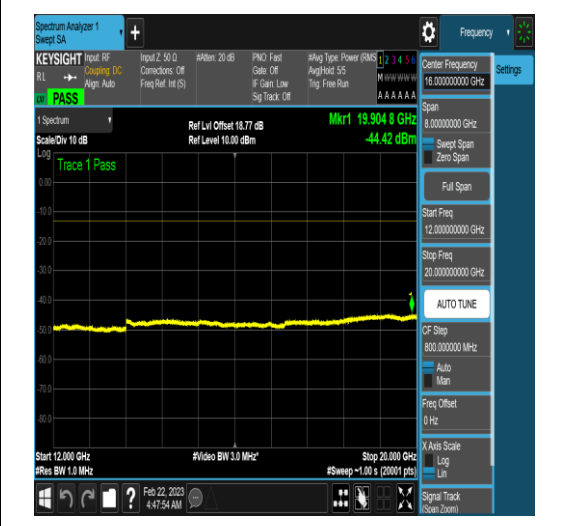 Spectrum Analyzer 1
Swept SA
Frequency
KEYSIGHT
RL
PASS
Input: RF
Coupling: DC
Align: Auto
Input Z: 50 Ω
Corrections: Off
Freq Ref: Int (S)
#Atten: 20 dB
PNO: Fast
Gate: Off
IF Gain: Low
Sig Track: Off
#Avg Type: Power (RMS
Avg|Hold: 5/5
Trig: Free Run
1 2 3 4 5 6
M W W W W W
A A A A A A
1 Spectrum
Scale/Div 10 dB
Ref Lvl Offset 18.77 dB
Ref Level 10.00 dBm
Mkr1 19.904 8 GHz
-44.42 dBm
Log
Trace 1 Pass
0.00
-10.0
-20.0
-30.0
-40.0
-50.0
-60.0
-70.0
-80.0
1
Start 12.000 GHz
#Res BW 1.0 MHz
#Video BW 3.0 MHz*
Stop 20.000 GHz
#Sweep ~1.00 s (20001 pts)
Feb 22, 2023
4:47:54 AM
Center Frequency
16.000000000 GHz
Settings
Span
8.00000000 GHz
Swept Span
Zero Span
Full Span
Start Freq
12.000000000 GHz
Stop Freq
20.000000000 GHz
AUTO TUNE
CF Step
800.000000 MHz
Auto
Man
Freq Offset
0 Hz
X Axis Scale
Log
Lin
Signal Track
(Span Zoom)